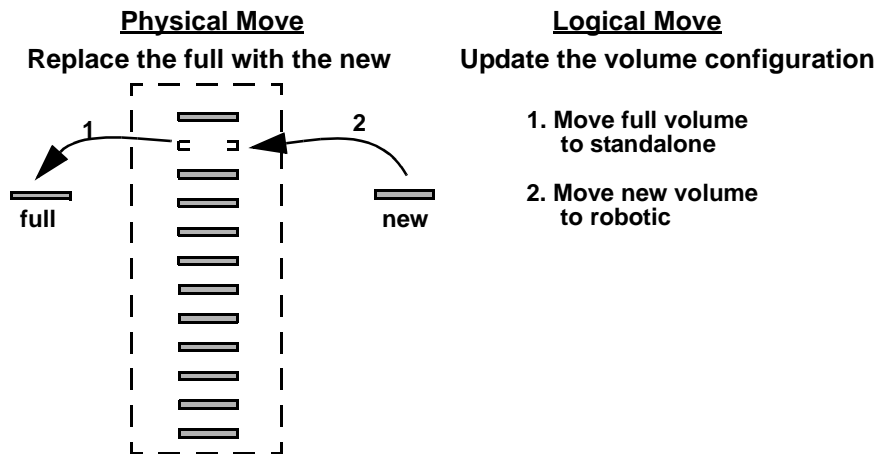 Physical Move
Replace the full with the new
1
2
full
new
Logical Move
Update the volume configuration
1. Move full volume
to standalone
2. Move new volume
to robotic